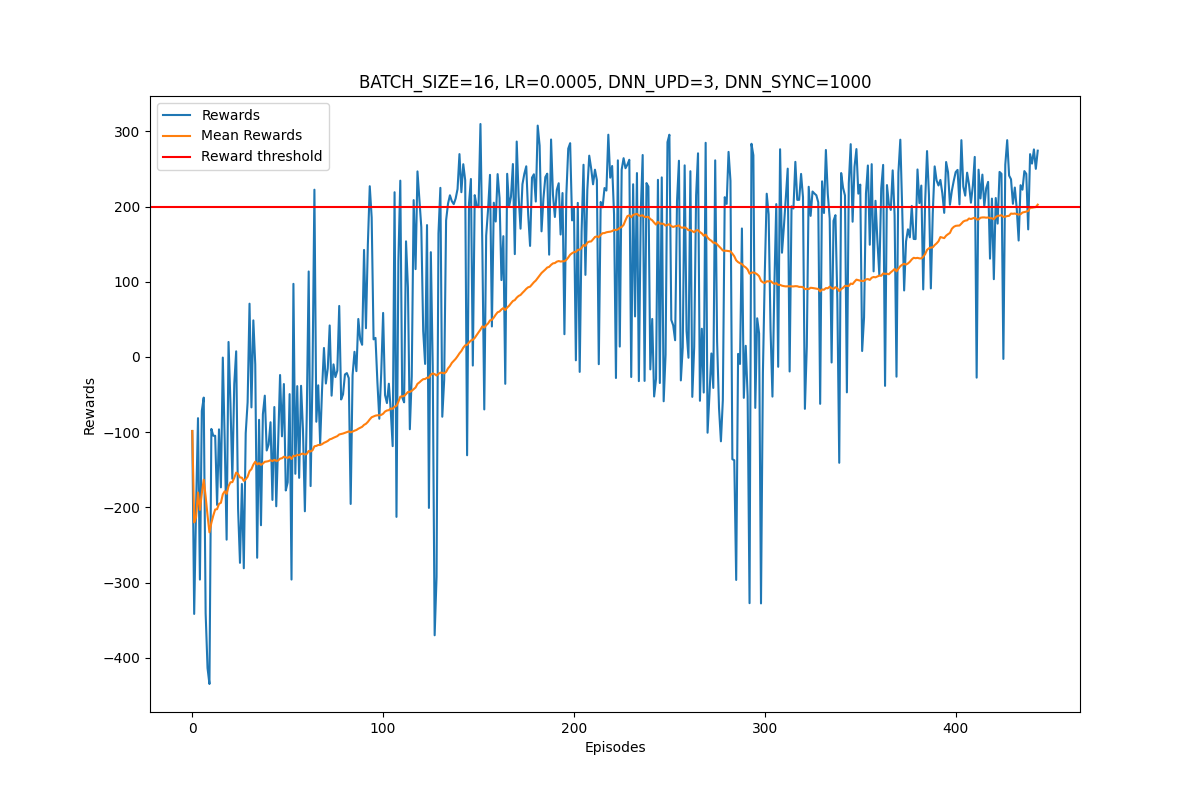 BATCH_SIZE=16, LR=0.0005, DNN_UPD=3, DNN_SYNC=1000
Rewards
Mean Rewards
Reward threshold
300
200
100
0
−100
−200
−300
−400
Rewards
0
100
200
300
400
Episodes